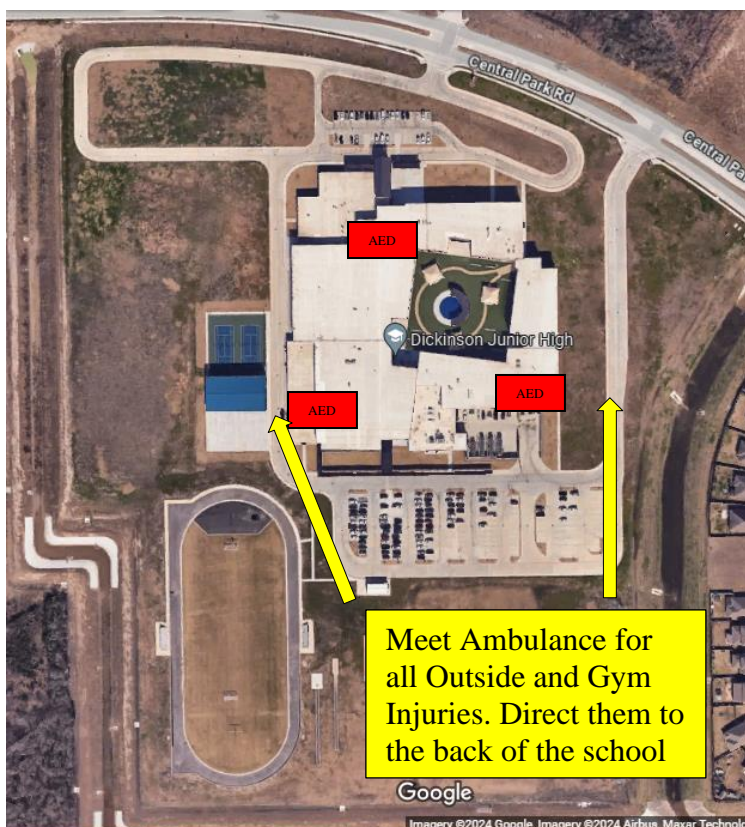 Central Park Rd
Central Pa
AED
Dickinson Junior High
AED
AED
Meet Ambulance for
all Outside and Gym
Injuries. Direct them to
the back of the school
Google
Imagery ©2024 Google, Imagery ©2024 Airbus, Maxar Technolo